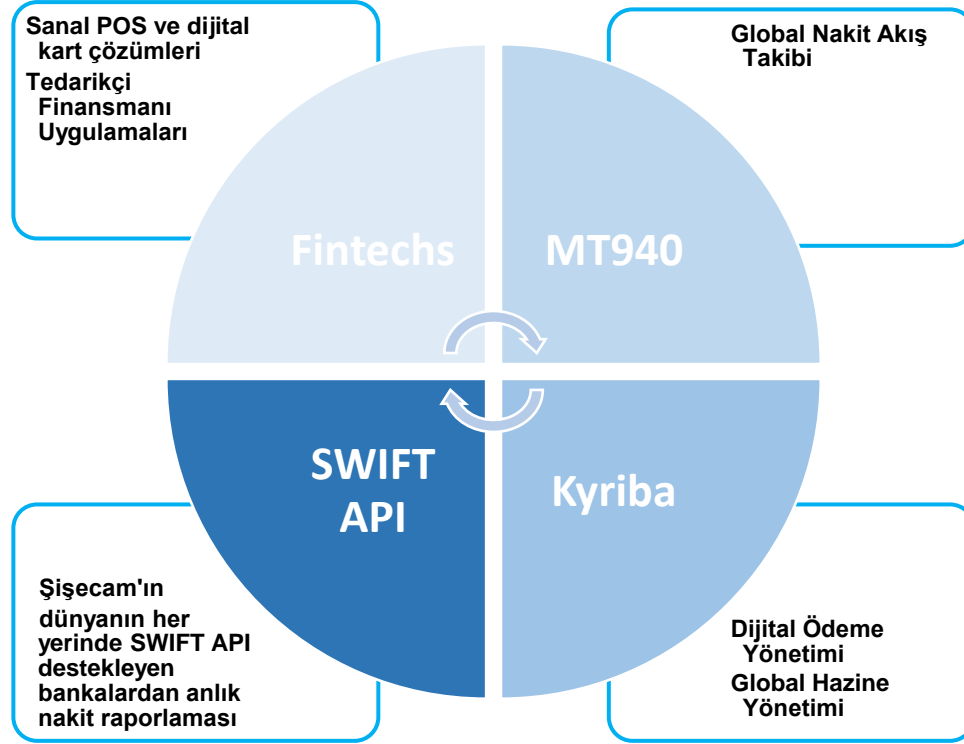 Sanal POS ve dijital
kart çözümleri
Tedarikçi
Finansmanı
Uygulamaları
Global Nakit Akış
Takibi
Fintechs
MT940
SWIFT
API
Kyriba
Şişecam'ın
dünyanın her
yerinde SWIFT API
destekleyen
bankalardan anlık
nakit raporlaması
Dijital Ödeme
Yönetimi
Global Hazine
Yönetimi